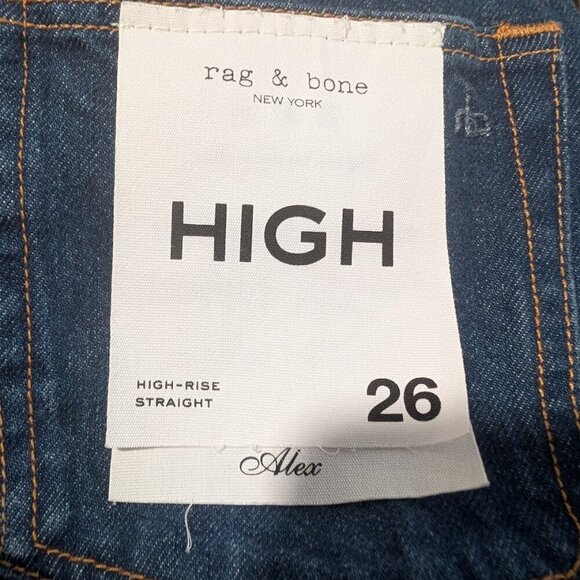 rag & bone
NEW YORK
HIGH
HIGH-RISE
STRAIGHT
26
Alex